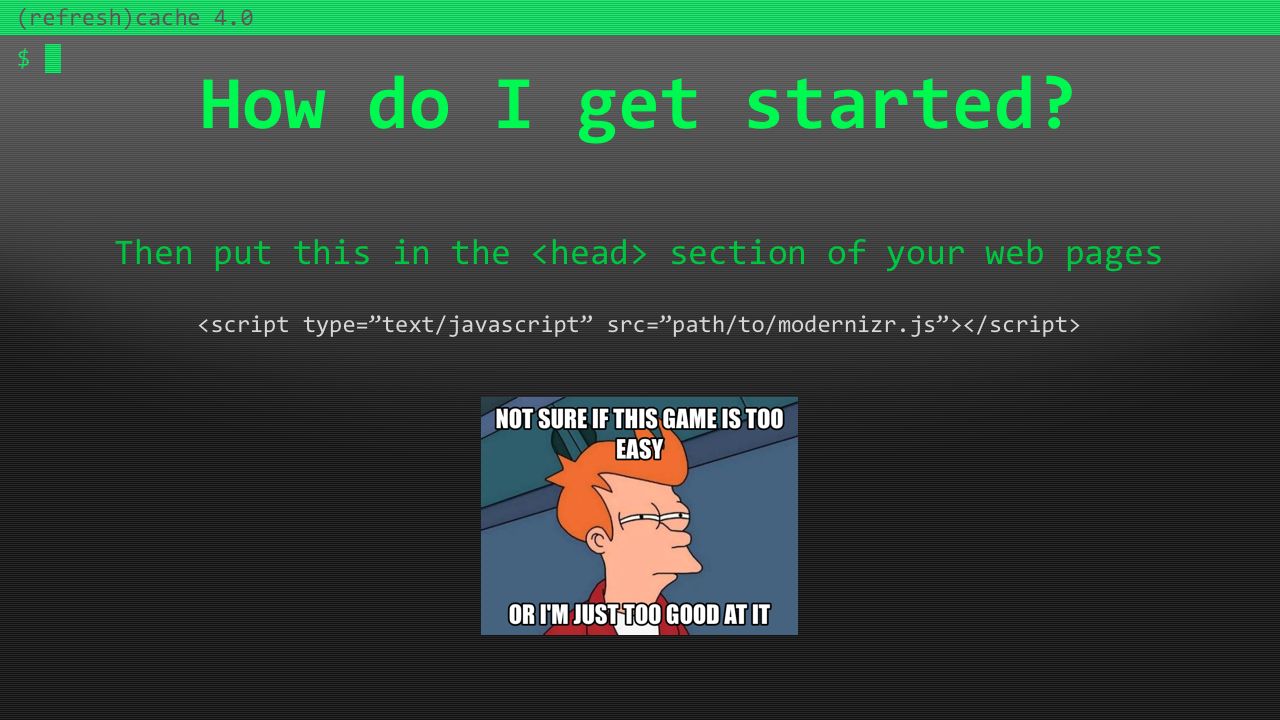 (refresh)cache 4.0
$
How do I get started?
Then put this in the <head> section of your web pages
<script type=”text/javascript” src=”path/to/modernizr.js”></script>
NOT SURE IF THIS GAME IS TOO
EASY
OR I'M JUST TOO GOOD AT IT